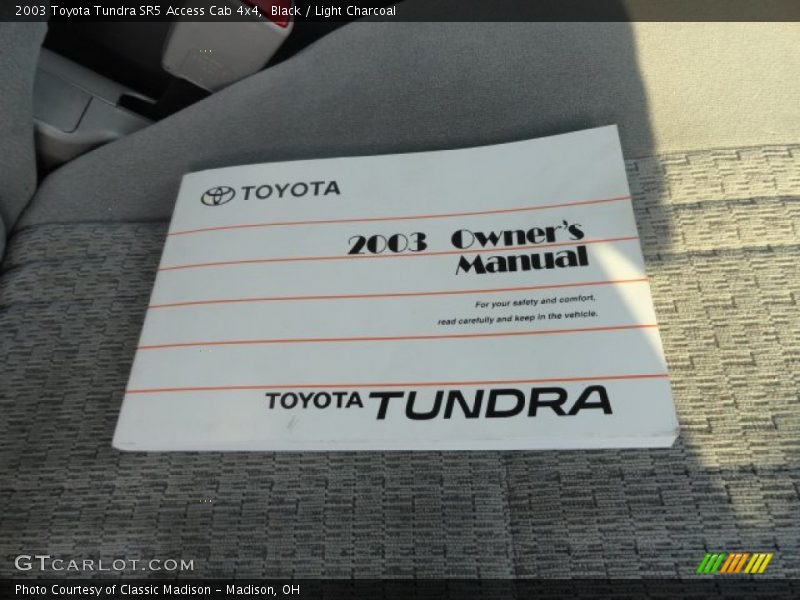 2003 Toyota Tundra SR5 Access Cab 4x4, Black / Light Charcoal
TOYOTA
2003 Owner's
Manual
For your safety and comfort,
read carefully and keep in the vehicle.
TOYOTA TUNDRA
GTCARLOT.COM
Photo Courtesy of Classic Madison - Madison, OH